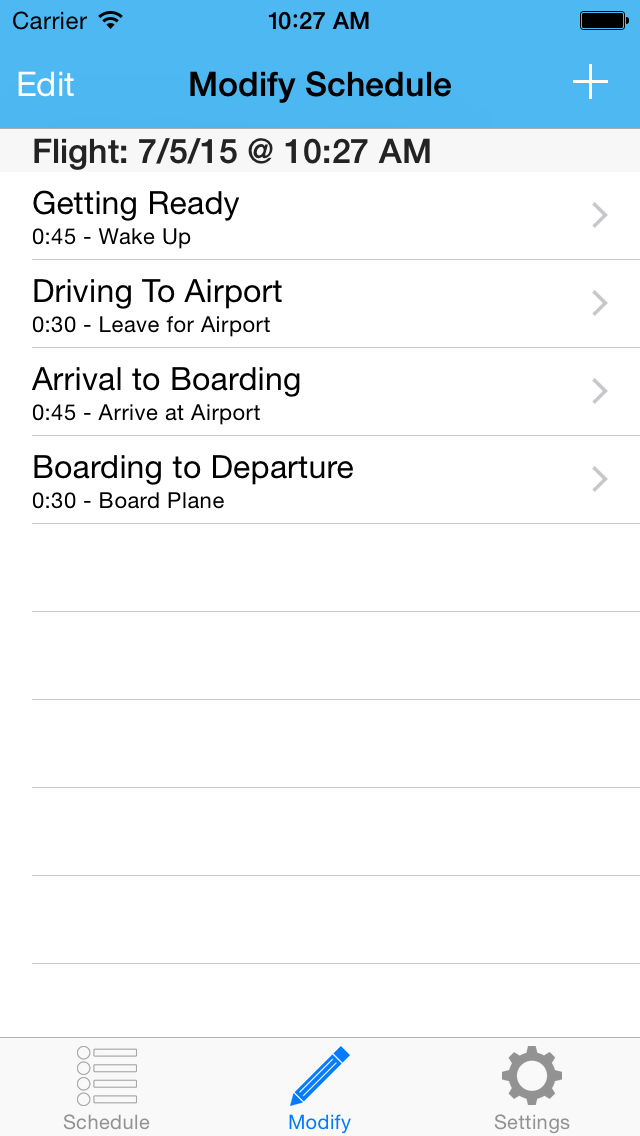 Carrier 10:27 AM
Edit Modify Schedule +
Flight: 7/5/15 @ 10:27 AM
Getting Ready
0:45 - Wake Up
Driving To Airport
0:30 - Leave for Airport
Arrival to Boarding
0:45 - Arrive at Airport
Boarding to Departure
0:30 - Board Plane
Schedule Modify Settings